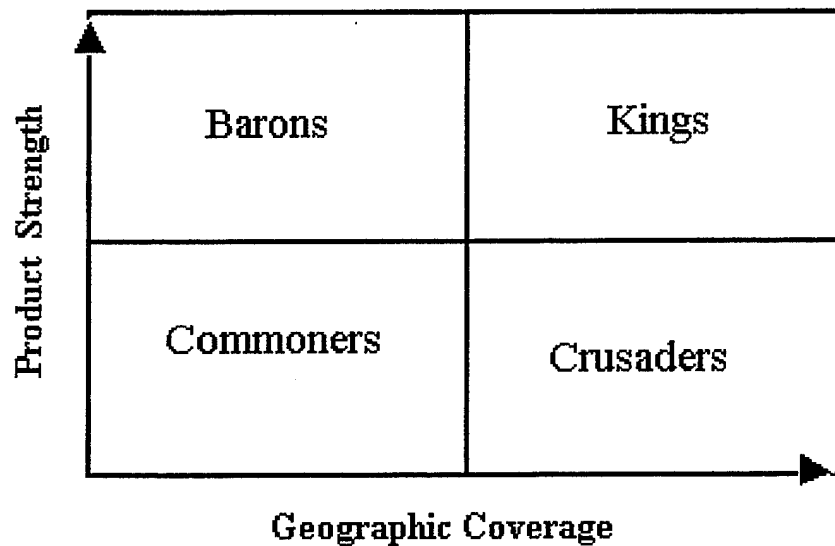 Product Strength
Barons
Kings
Commoners
Crusaders
Geographic Coverage